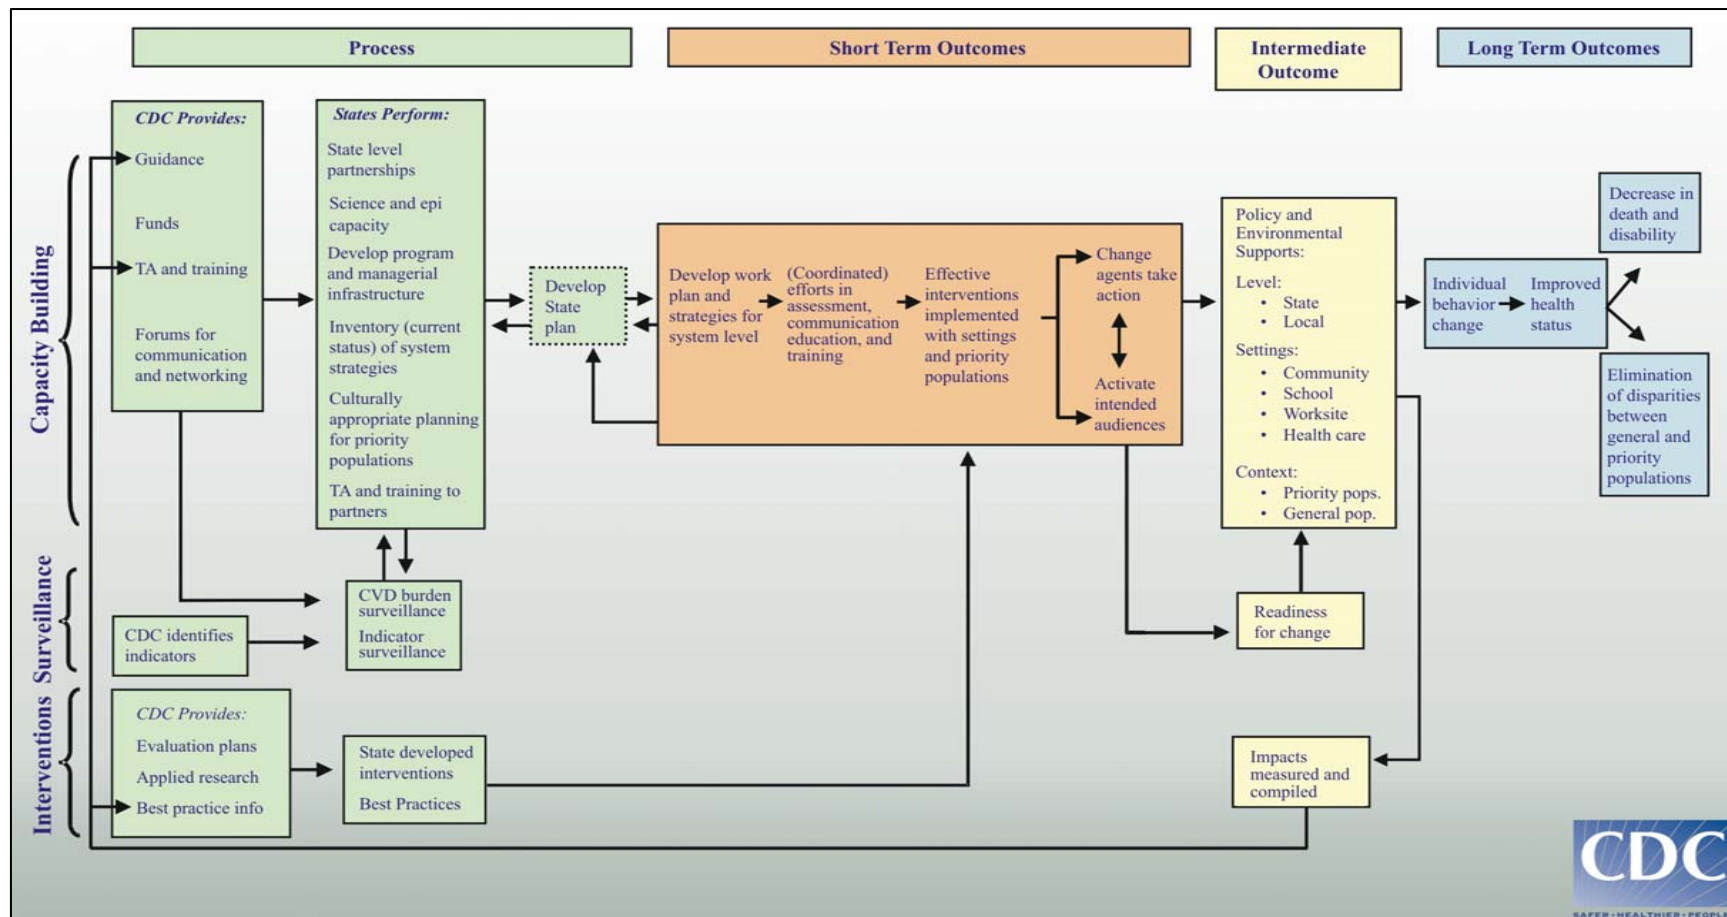 Process
Short Term Outcomes
Intermediate
Outcome
Long Term Outcomes
Capacity Building
Surveillance
Interventions
CDC Provides:
Guidance
Funds
TA and training
Forums for
communication
and networking
States Perform:
State level
partnerships
Science and epi
capacity
Develop program
and managerial
infrastructure
Inventory (current
status) of system
strategies
Culturally
appropriate planning
for priority
populations
TA and training to
partners
Develop
State
plan
Develop work
plan and
strategies for
system level
(Coordinated)
efforts in
assessment,
communication
education, and
training
Effective
interventions
implemented
with settings
and priority
populations
Change
agents take
action
Activate
intended
audiences
Policy and
Environmental
Supports:
Level:
• State
• Local
Settings:
• Community
• School
• Worksite
• Health care
Context:
• Priority pops.
• General pop.
Individual
behavior
change
Improved
health
status
Decrease in
death and
disability
Elimination
of disparities
between
general and
priority
populations
CDC identifies
indicators
CVD burden
surveillance
Indicator
surveillance
Readiness
for change
CDC Provides:
Evaluation plans
Applied research
Best practice info
State developed
interventions
Best Practices
Impacts
measured and
compiled
CDC
SAFER • HEALTHIER • PEOPLE